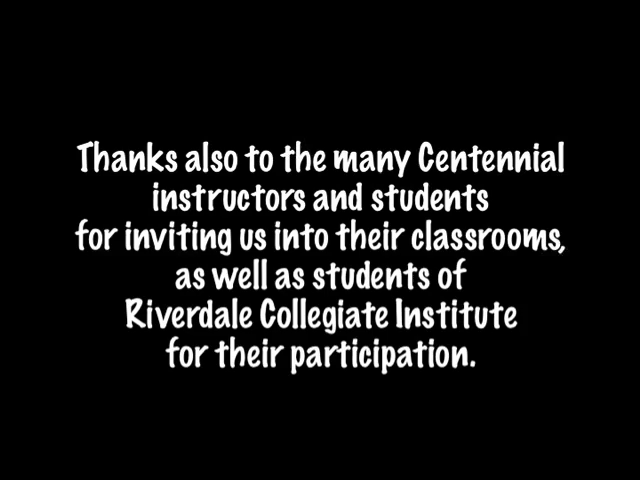 Thanks also to the many Centennial
instructors and students
for inviting us into their classrooms,
as well as students of
Riverdale Collegiate Institute
for their participation.